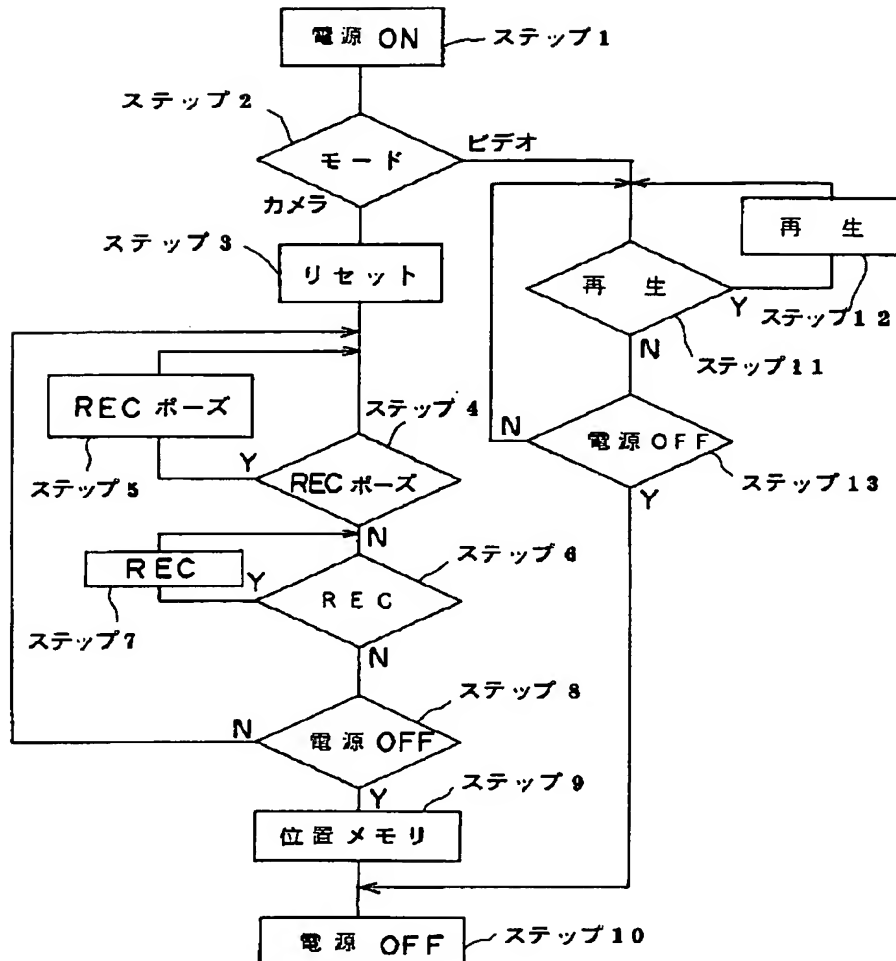 電源 ON
ステップ1
ステップ2
モード
ビデオ
カメラ
ステップ3
リセット
再 生
再 生
Y
ステップ12
N
ステップ11
REC ポーズ
ステップ4
Y
ステップ5
REC ポーズ
N
N
電源 OFF
Y
ステップ13
REC
Y
ステップ6
REC
ステップ7
N
ステップ8
N
電源 OFF
Y
ステップ9
位置メモリ
電源 OFF
ステップ10